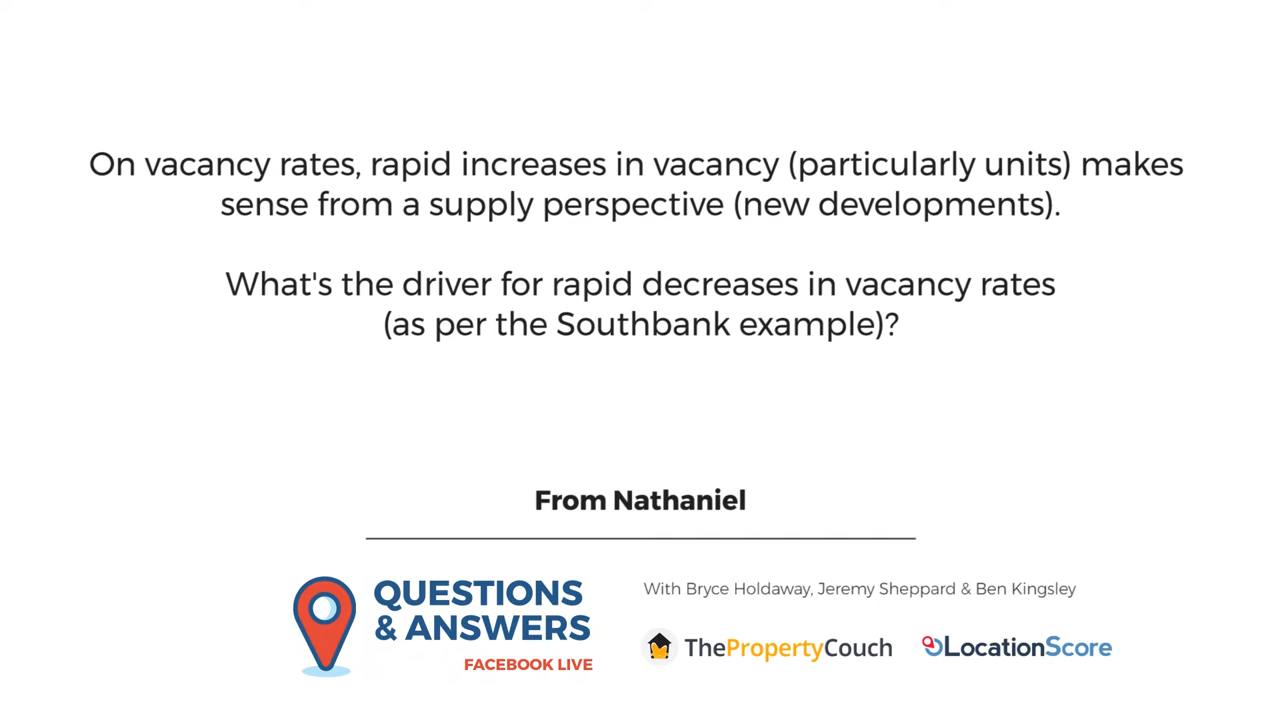 On vacancy rates, rapid increases in vacancy (particularly units) makes
sense from a supply perspective (new developments).
What's the driver for rapid decreases in vacancy rates
(as per the Southbank example)?
From Nathaniel
QUESTIONS
& ANSWERS
FACEBOOK LIVE
With Bryce Holdaway, Jeremy Sheppard & Ben Kingsley
ThePropertyCouch
LocationScore